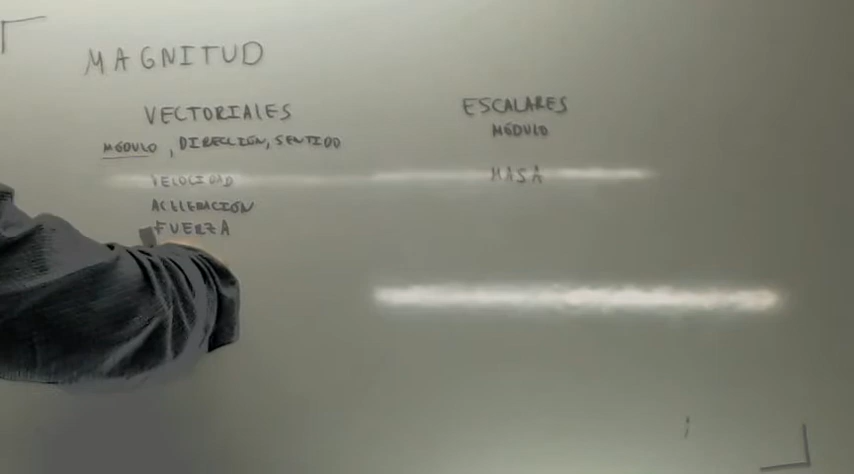 MAGNITUD
VECTORIALES
MÓDULO, DIRECCIÓN, SENTIDO
VELOCIDAD
ACELERACIÓN
FUERZA
ESCALARES
MÓDULO
MASA